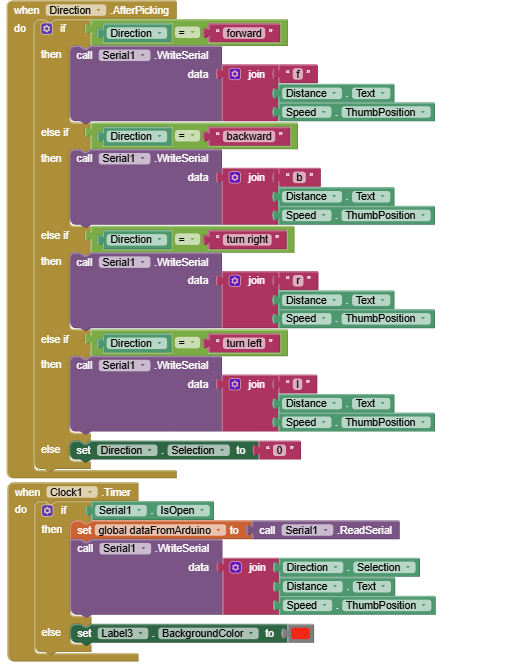 when Direction .AfterPicking
do if Direction = " forward "
then call Serial1 .WriteSerial
data join " f "
Distance . Text
Speed . ThumbPosition
else if Direction = " backward "
then call Serial1 .WriteSerial
data join " b "
Distance . Text
Speed . ThumbPosition
else if Direction = " turn right "
then call Serial1 .WriteSerial
data join " r "
Distance . Text
Speed . ThumbPosition
else if Direction = " turn left "
then call Serial1 .WriteSerial
data join " l "
Distance . Text
Speed . ThumbPosition
else set Direction . Selection to " 0 "
when Clock1 .Timer
do if Serial1 . IsOpen
then set global dataFromArduino to call Serial1 .ReadSerial
call Serial1 .WriteSerial
data join Direction . Selection
Distance . Text
Speed . ThumbPosition
else set Label3 . BackgroundColor to